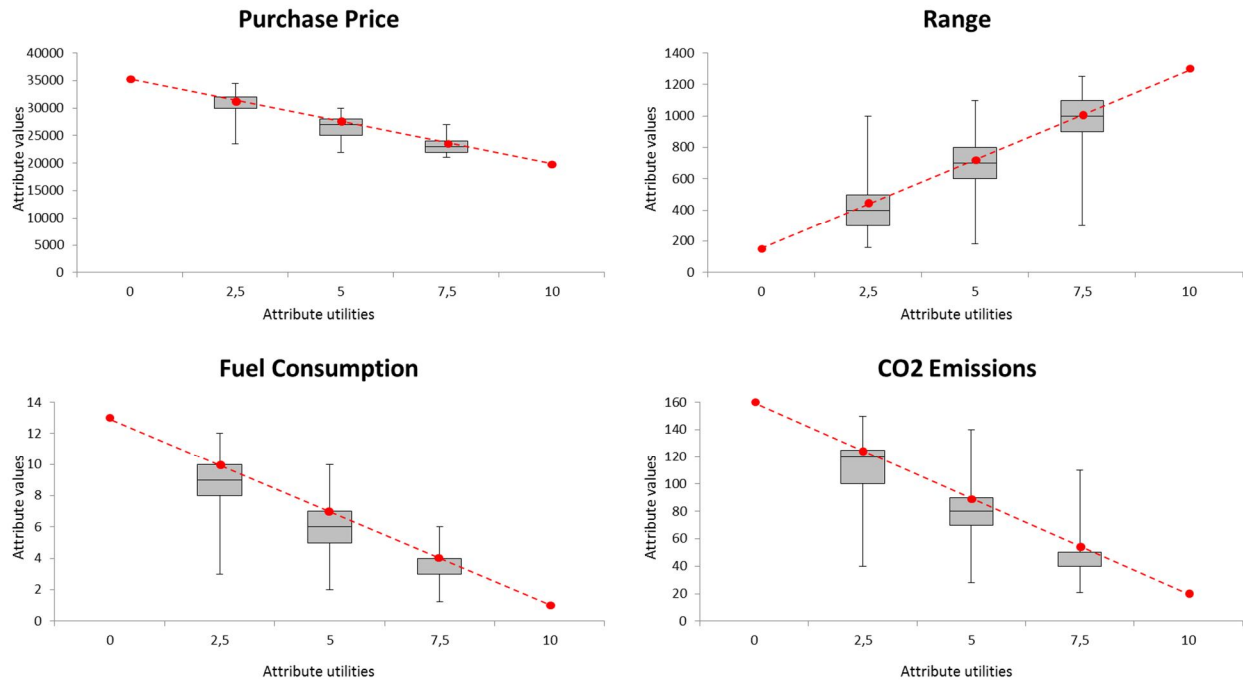 Purchase Price
40000
35000
30000
25000
20000
15000
10000
5000
0
Attribute values
0 2,5 5 7,5 10
Attribute utilities
Range
1400
1200
1000
800
600
400
200
0
Attribute values
0 2,5 5 7,5 10
Attribute utilities
Fuel Consumption
14
12
10
8
6
4
2
0
Attribute values
0 2,5 5 7,5 10
Attribute utilities
CO2 Emissions
160
140
120
100
80
60
40
20
0
Attribute values
0 2,5 5 7,5 10
Attribute utilities